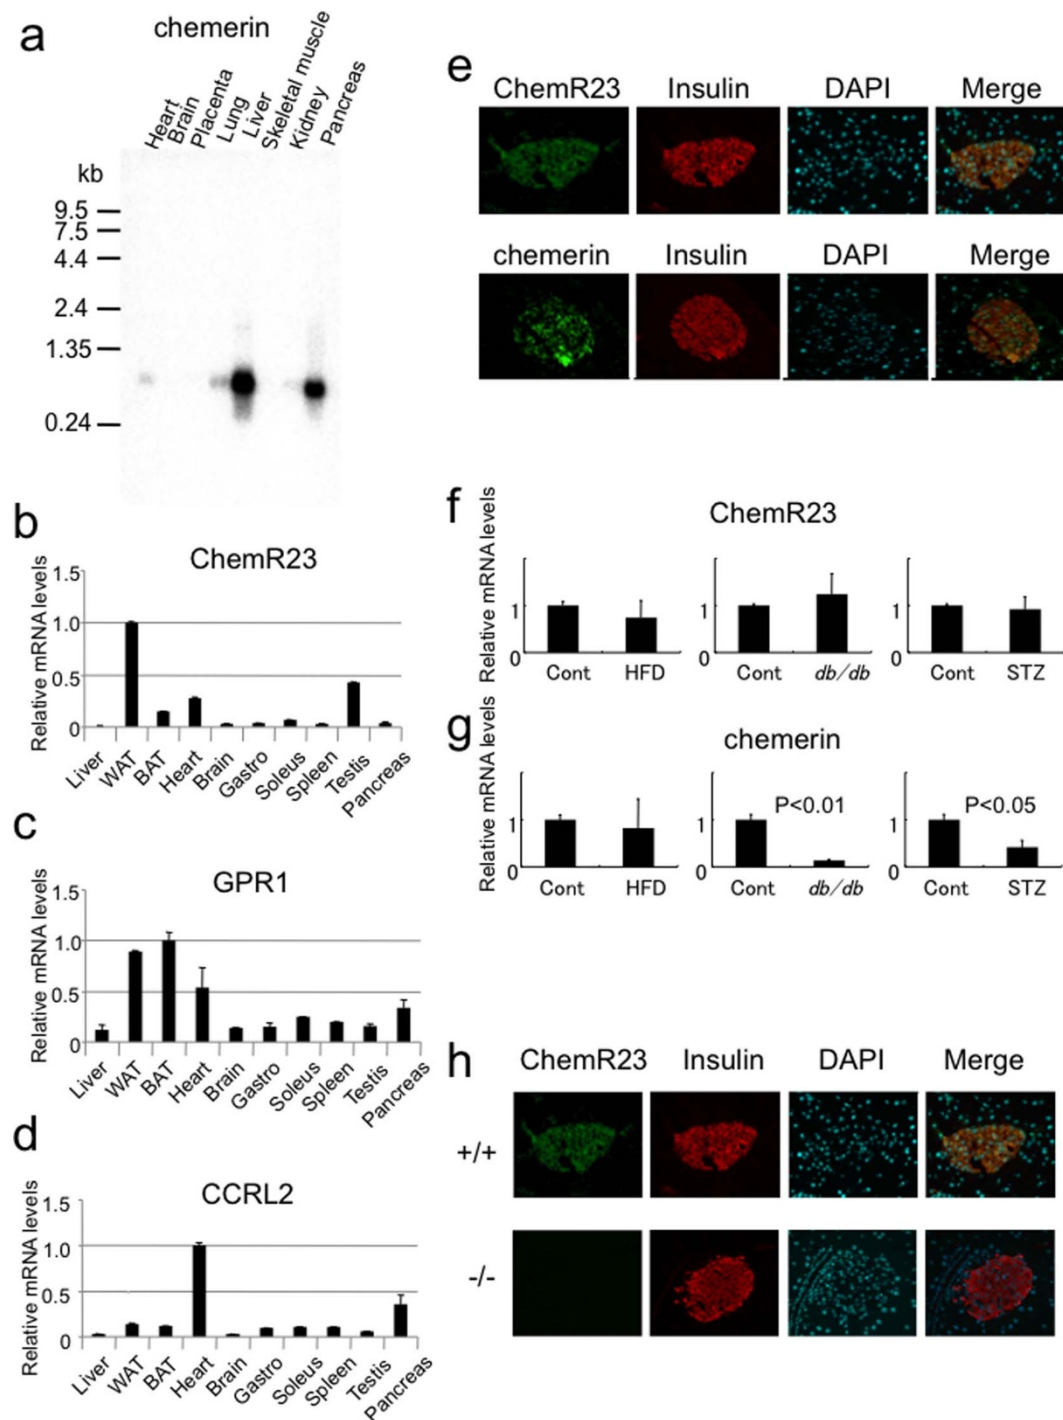 a
chemerin
Heart
Brain
Placenta
Lung
Liver
Skeletal muscle
Kidney
Pancreas
kb
9.5
7.5
4.4
2.4
1.35
0.24
b
ChemR23
Relative mRNA levels
1.5
1.0
0.5
0
Liver
WAT
BAT
Heart
Brain
Gastro
Soleus
Spleen
Testis
Pancreas
c
GPR1
Relative mRNA levels
1.5
1.0
0.5
0
Liver
WAT
BAT
Heart
Brain
Gastro
Soleus
Spleen
Testis
Pancreas
d
CCRL2
Relative mRNA levels
1.5
1.0
0.5
0
Liver
WAT
BAT
Heart
Brain
Gastro
Soleus
Spleen
Testis
Pancreas
e
ChemR23 Insulin DAPI Merge
chemerin Insulin DAPI Merge
f
ChemR23
Relative mRNA levels
1 1 1
0 0 0
Cont HFD Cont db/db Cont STZ
g
chemerin
Relative mRNA levels
P<0.01 P<0.05
1 1 1
0 0 0
Cont HFD Cont db/db Cont STZ
h
ChemR23 Insulin DAPI Merge
+/+
-/-